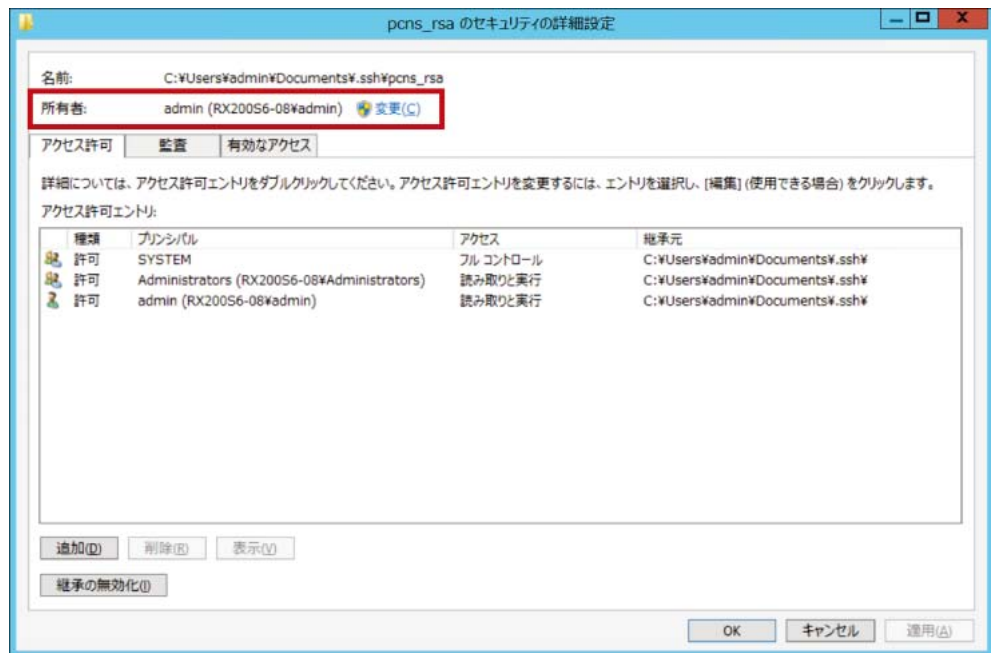 pcns_rsa のセキュリティの詳細設定
名前: C:¥Users¥admin¥Documents¥.ssh¥pcns_rsa
所有者: admin (RX200S6-08¥admin) 変更(C)
アクセス許可 監査 有効なアクセス
詳細については、アクセス許可エントリをダブルクリックしてください。アクセス許可エントリを変更するには、エントリを選択し、[編集] (使用できる場合) をクリックします。
アクセス許可エントリ:
種類 プリンシパル アクセス 継承元
許可 SYSTEM フル コントロール C:¥Users¥admin¥Documents¥.ssh¥
許可 Administrators (RX200S6-08¥Administrators) 読み取りと実行 C:¥Users¥admin¥Documents¥.ssh¥
許可 admin (RX200S6-08¥admin) 読み取りと実行 C:¥Users¥admin¥Documents¥.ssh¥
追加(D) 削除(R) 表示(V)
継承の無効化(I)
OK キャンセル 適用(A)